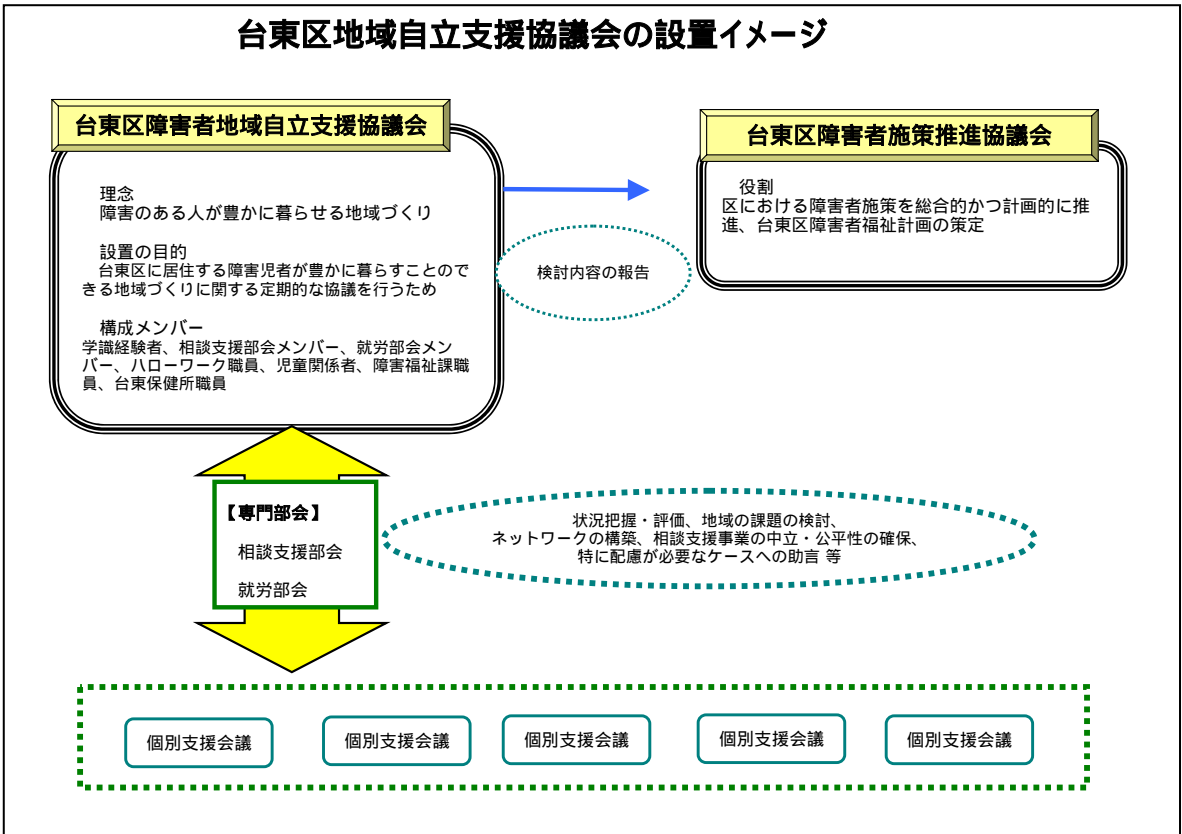 台東区地域自立支援協議会の設置イメージ
台東区障害者地域自立支援協議会
理念
障害のある人が豊かに暮らせる地域づくり
設置の目的
台東区に居住する障害児者が豊かに暮らすことので
きる地域づくりに関する定期的な協議を行うため
構成メンバー
学識経験者、相談支援部会メンバー、就労部会メン
バー、ハローワーク職員、児童関係者、障害福祉課職
員、台東保健所職員
検討内容の報告
台東区障害者施策推進協議会
役割
区における障害者施策を総合的かつ計画的に推
進、台東区障害者福祉計画の策定
【専門部会】
相談支援部会
就労部会
状況把握・評価、地域の課題の検討、
ネットワークの構築、相談支援事業の中立・公平性の確保、
特に配慮が必要なケースへの助言 等
個別支援会議
個別支援会議
個別支援会議
個別支援会議
個別支援会議